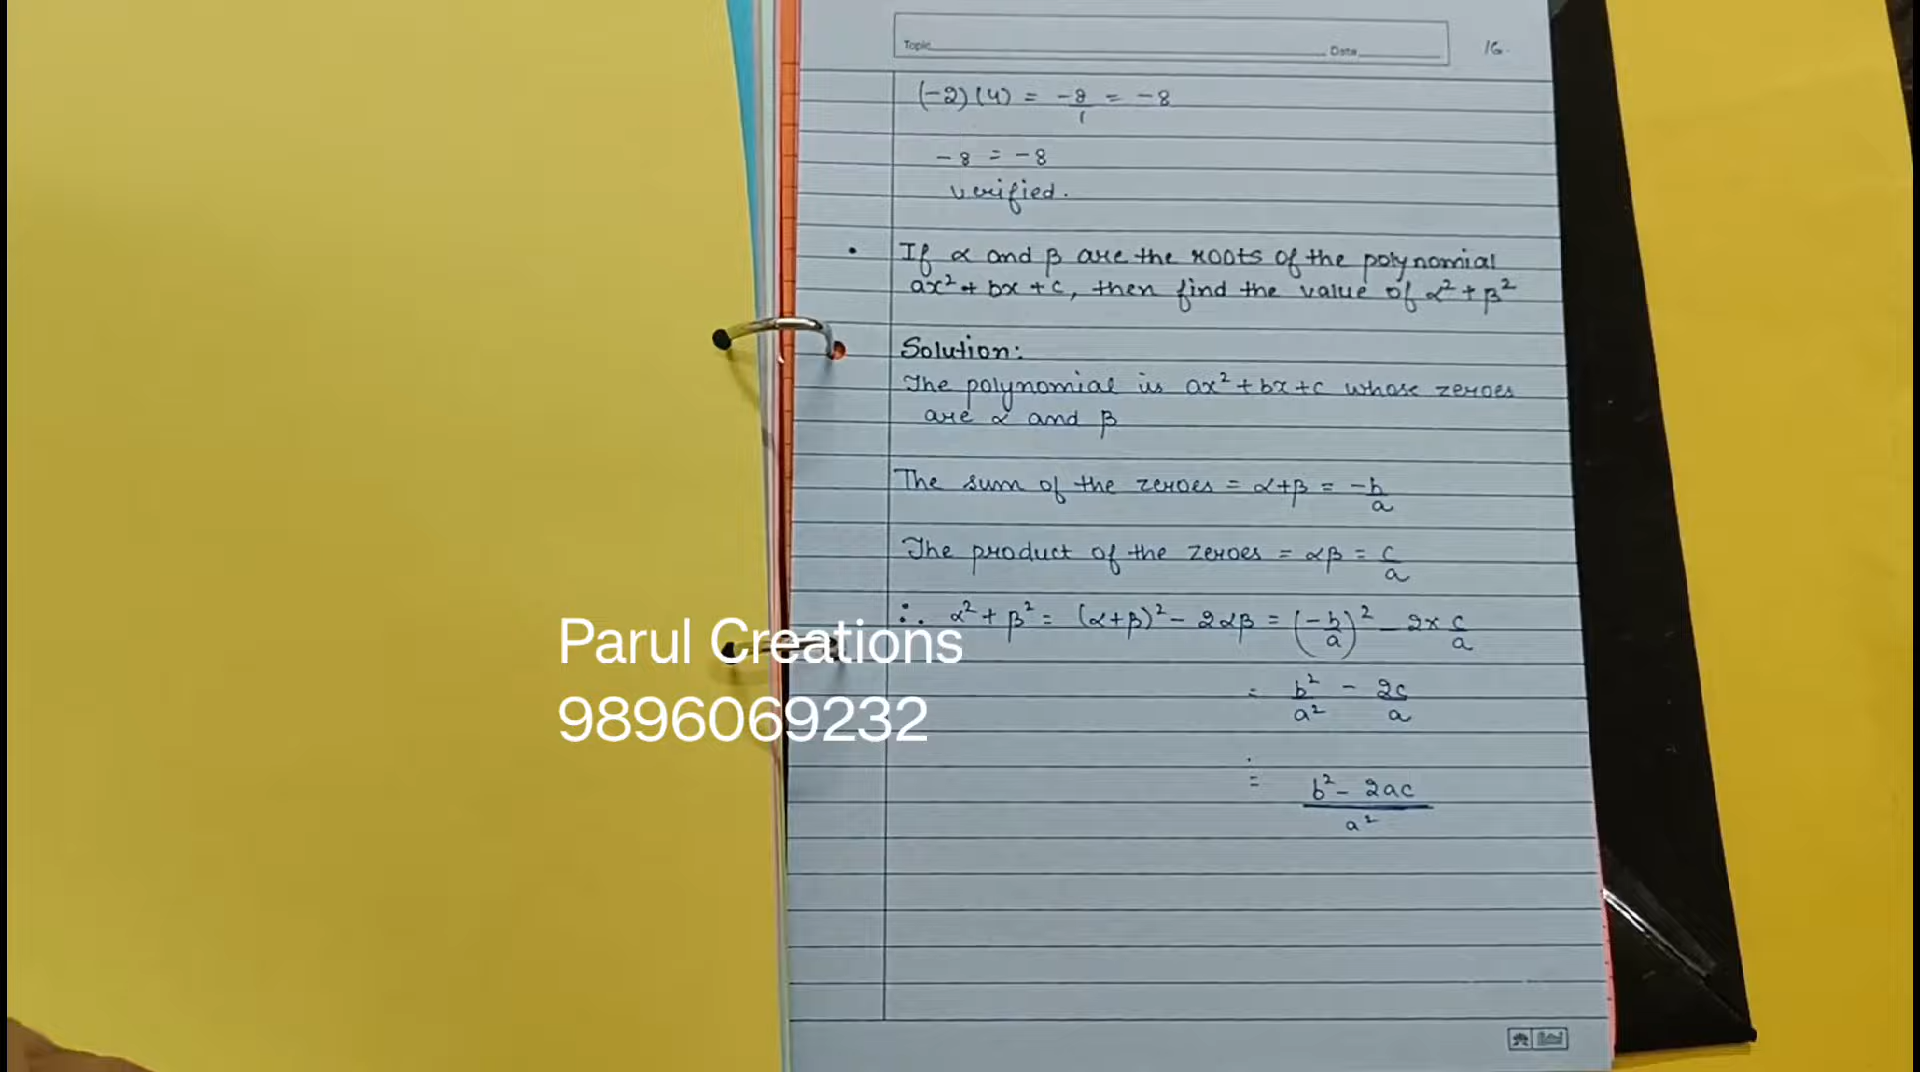 Topic Date 16.
(-2) (4) = -8/1 = -8
-8 = -8
verified.
• If α and β are the roots of the polynomial
ax² + bx + c, then find the value of α² + β²
Solution:
The polynomial is ax² + bx + c whose zeroes
are α and β
The sum of the zeroes = α+β = -b/a
The product of the zeroes = αβ = c/a
∴ α² + β² = (α+β)² - 2αβ = (-b/a)² - 2× c/a
= b²/a² - 2c/a
= b² - 2ac / a²
Parul Creations
9896069232